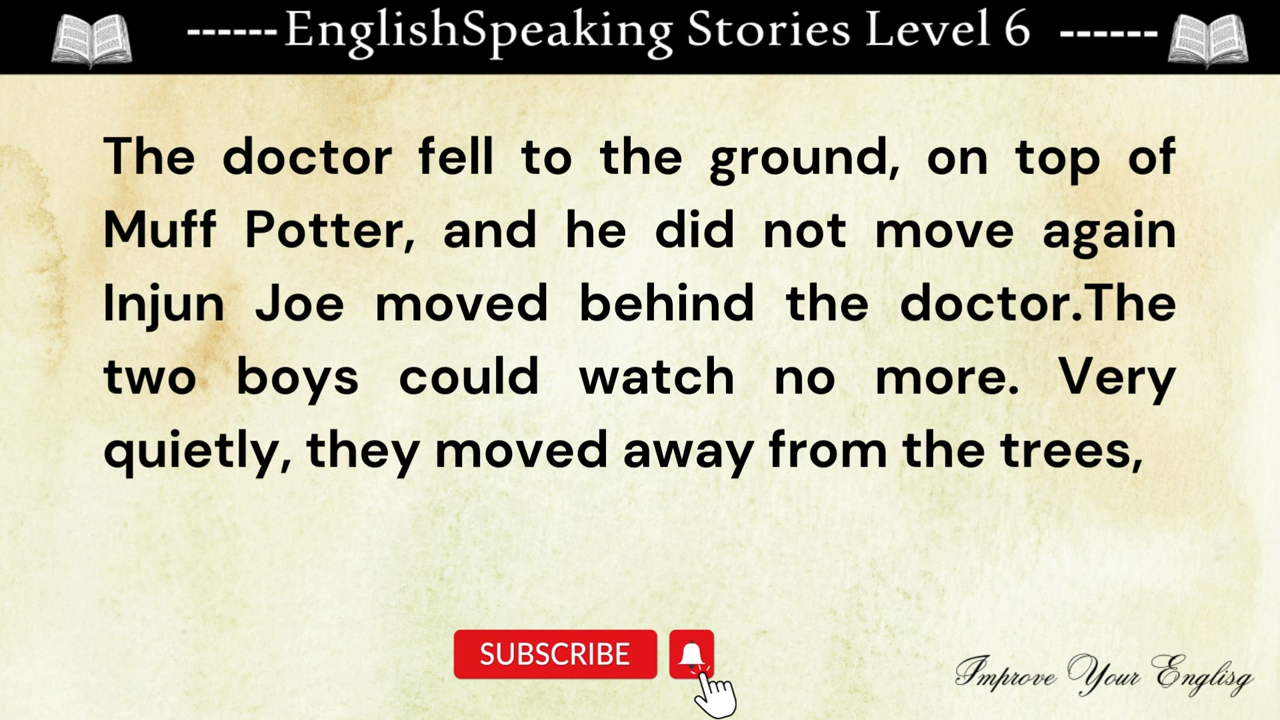 ------EnglishSpeaking Stories Level 6 ------
The doctor fell to the ground, on top of
Muff Potter, and he did not move again
Injun Joe moved behind the doctor.The
two boys could watch no more. Very
quietly, they moved away from the trees,
SUBSCRIBE
Improve Your Englisg